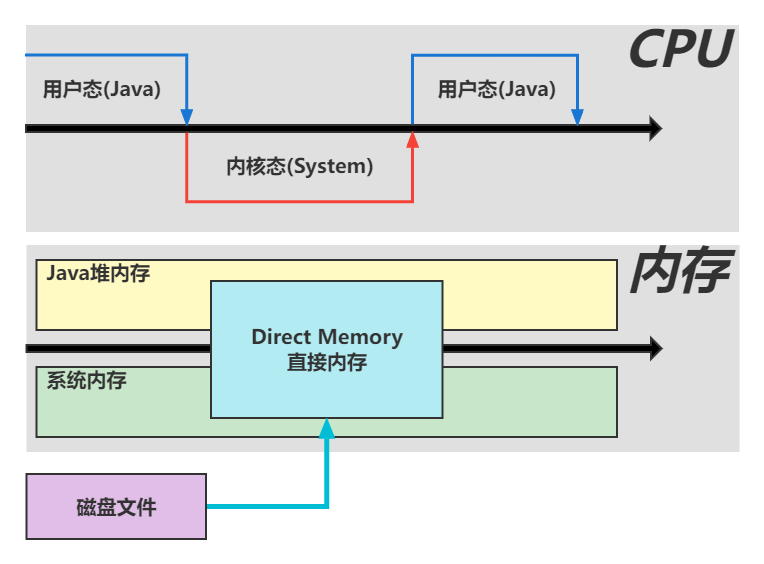 CPU
用户态(Java)
用户态(Java)
内核态(System)
内存
Java堆内存
Direct Memory
直接内存
系统内存
磁盘文件